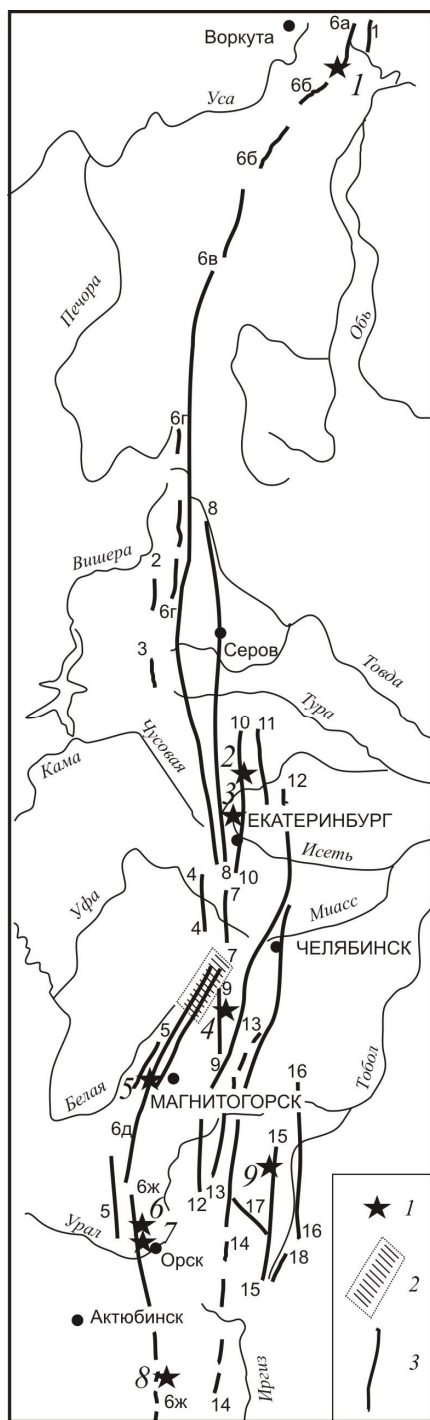 Воркута
6а
1
6б
1
Уса
6б
6в
Печора
Обь
6г
8
Вишера
2
6г
3
Серов
Товда
Тура
Чусовая
10
11
Кама
2
12
3
ЕКАТЕРИНБУРГ
Исеть
8
10
4
7
Уфа
4
Миасс
7
ЧЕЛЯБИНСК
9
4
13
5
9
Белая
5
МАГНИТОГОРСК
Тобол
16
6д
15
9
12
13
6ж
5
6
17
16
Урал
7
Орск
14
18
15
Актюбинск
8
6ж
14
Иргиз
1
2
3